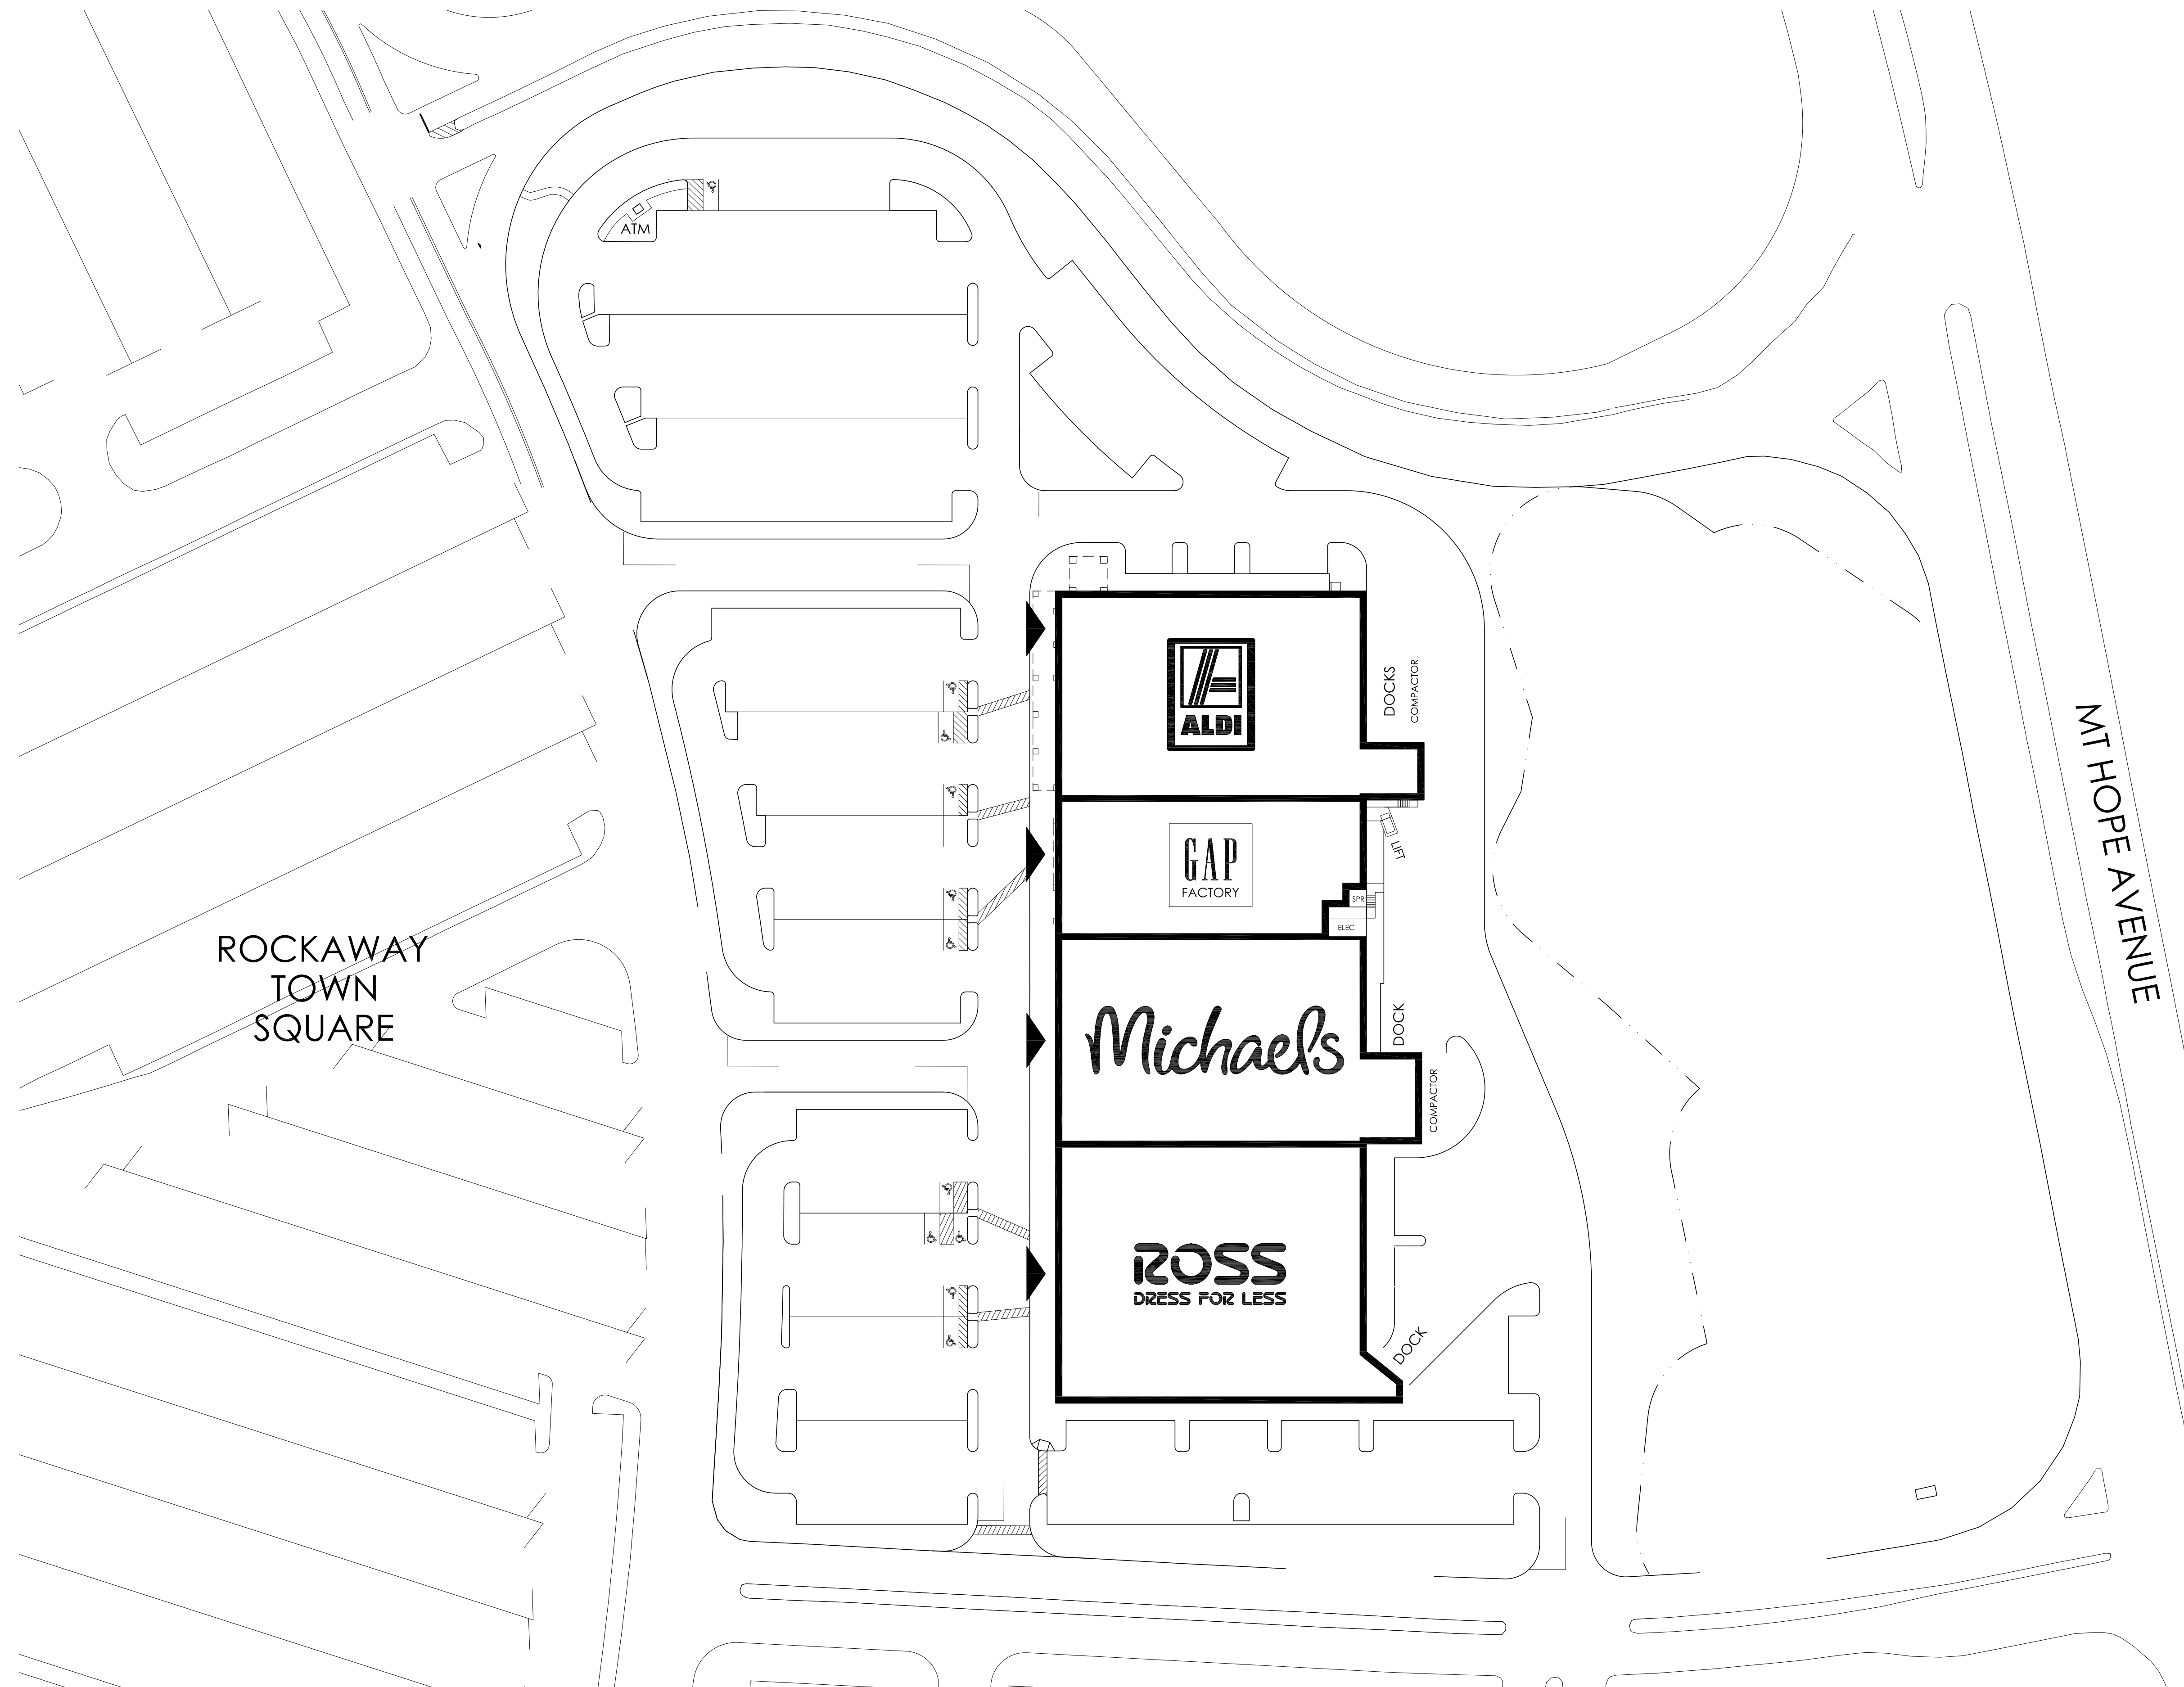 ATM
DOCKS
COMPACTOR
ALDI
LIFT
GAP
FACTORY
SPR
ELEC
MT HOPE AVENUE
ROCKAWAY
TOWN
SQUARE
Michaels
DOCK
COMPACTOR
ROSS
DRESS FOR LESS
DOCK